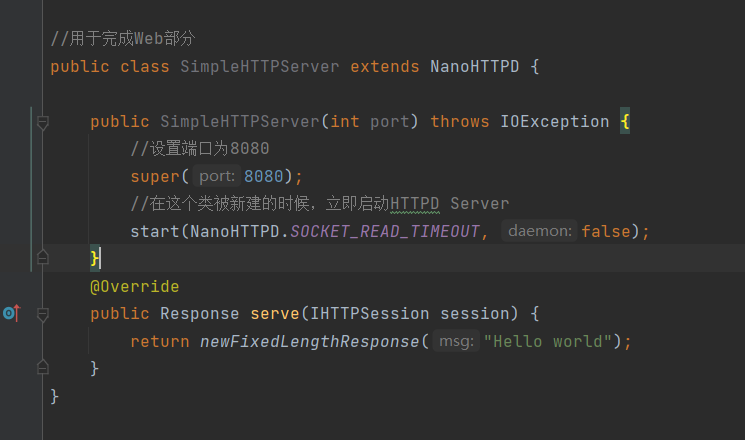 //用于完成Web部分
public class SimpleHTTPServer extends NanoHTTPD {
public SimpleHTTPServer(int port) throws IOException {
//设置端口为8080
super( port: 8080);
//在这个类被新建的时候，立即启动HTTPD Server
start(NanoHTTPD.SOCKET_READ_TIMEOUT, daemon: false);
}
@Override
public Response serve(IHTTPSession session) {
return newFixedLengthResponse( msg: "Hello world");
}
}